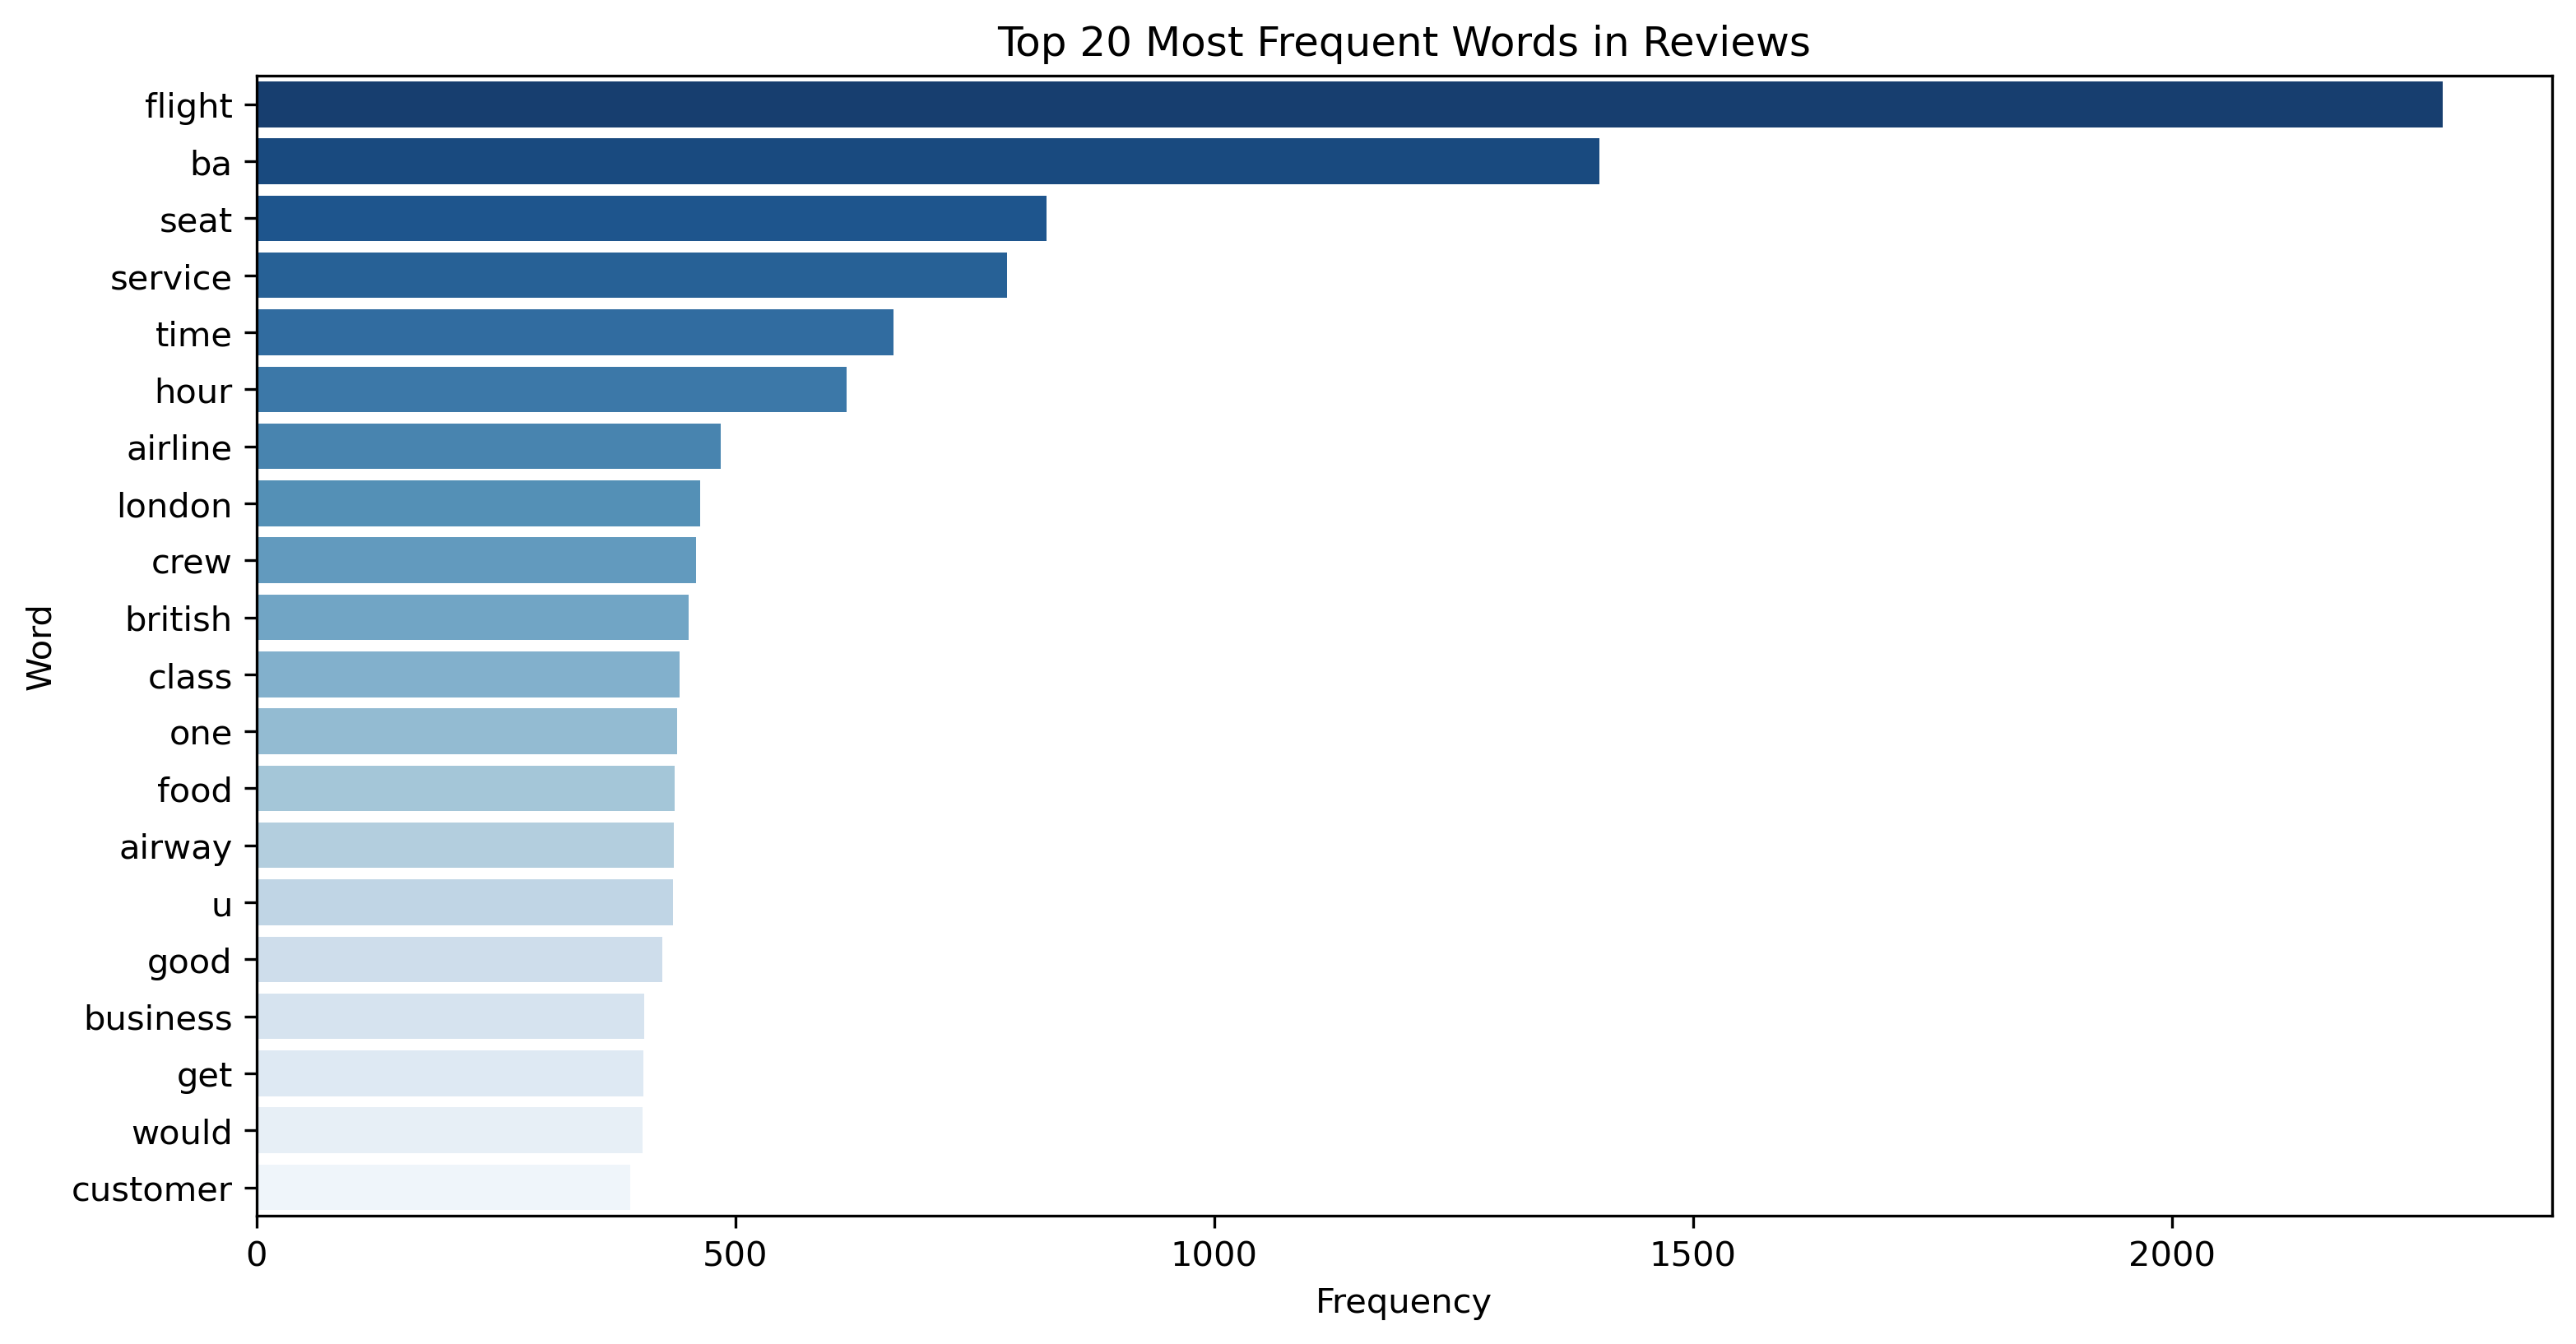 Top 20 Most Frequent Words in Reviews
flight
ba
seat
service
time
hour
airline
london
crew
british
class
one
food
airway
u
good
business
get
would
customer
Word
0 500 1000 1500 2000
Frequency